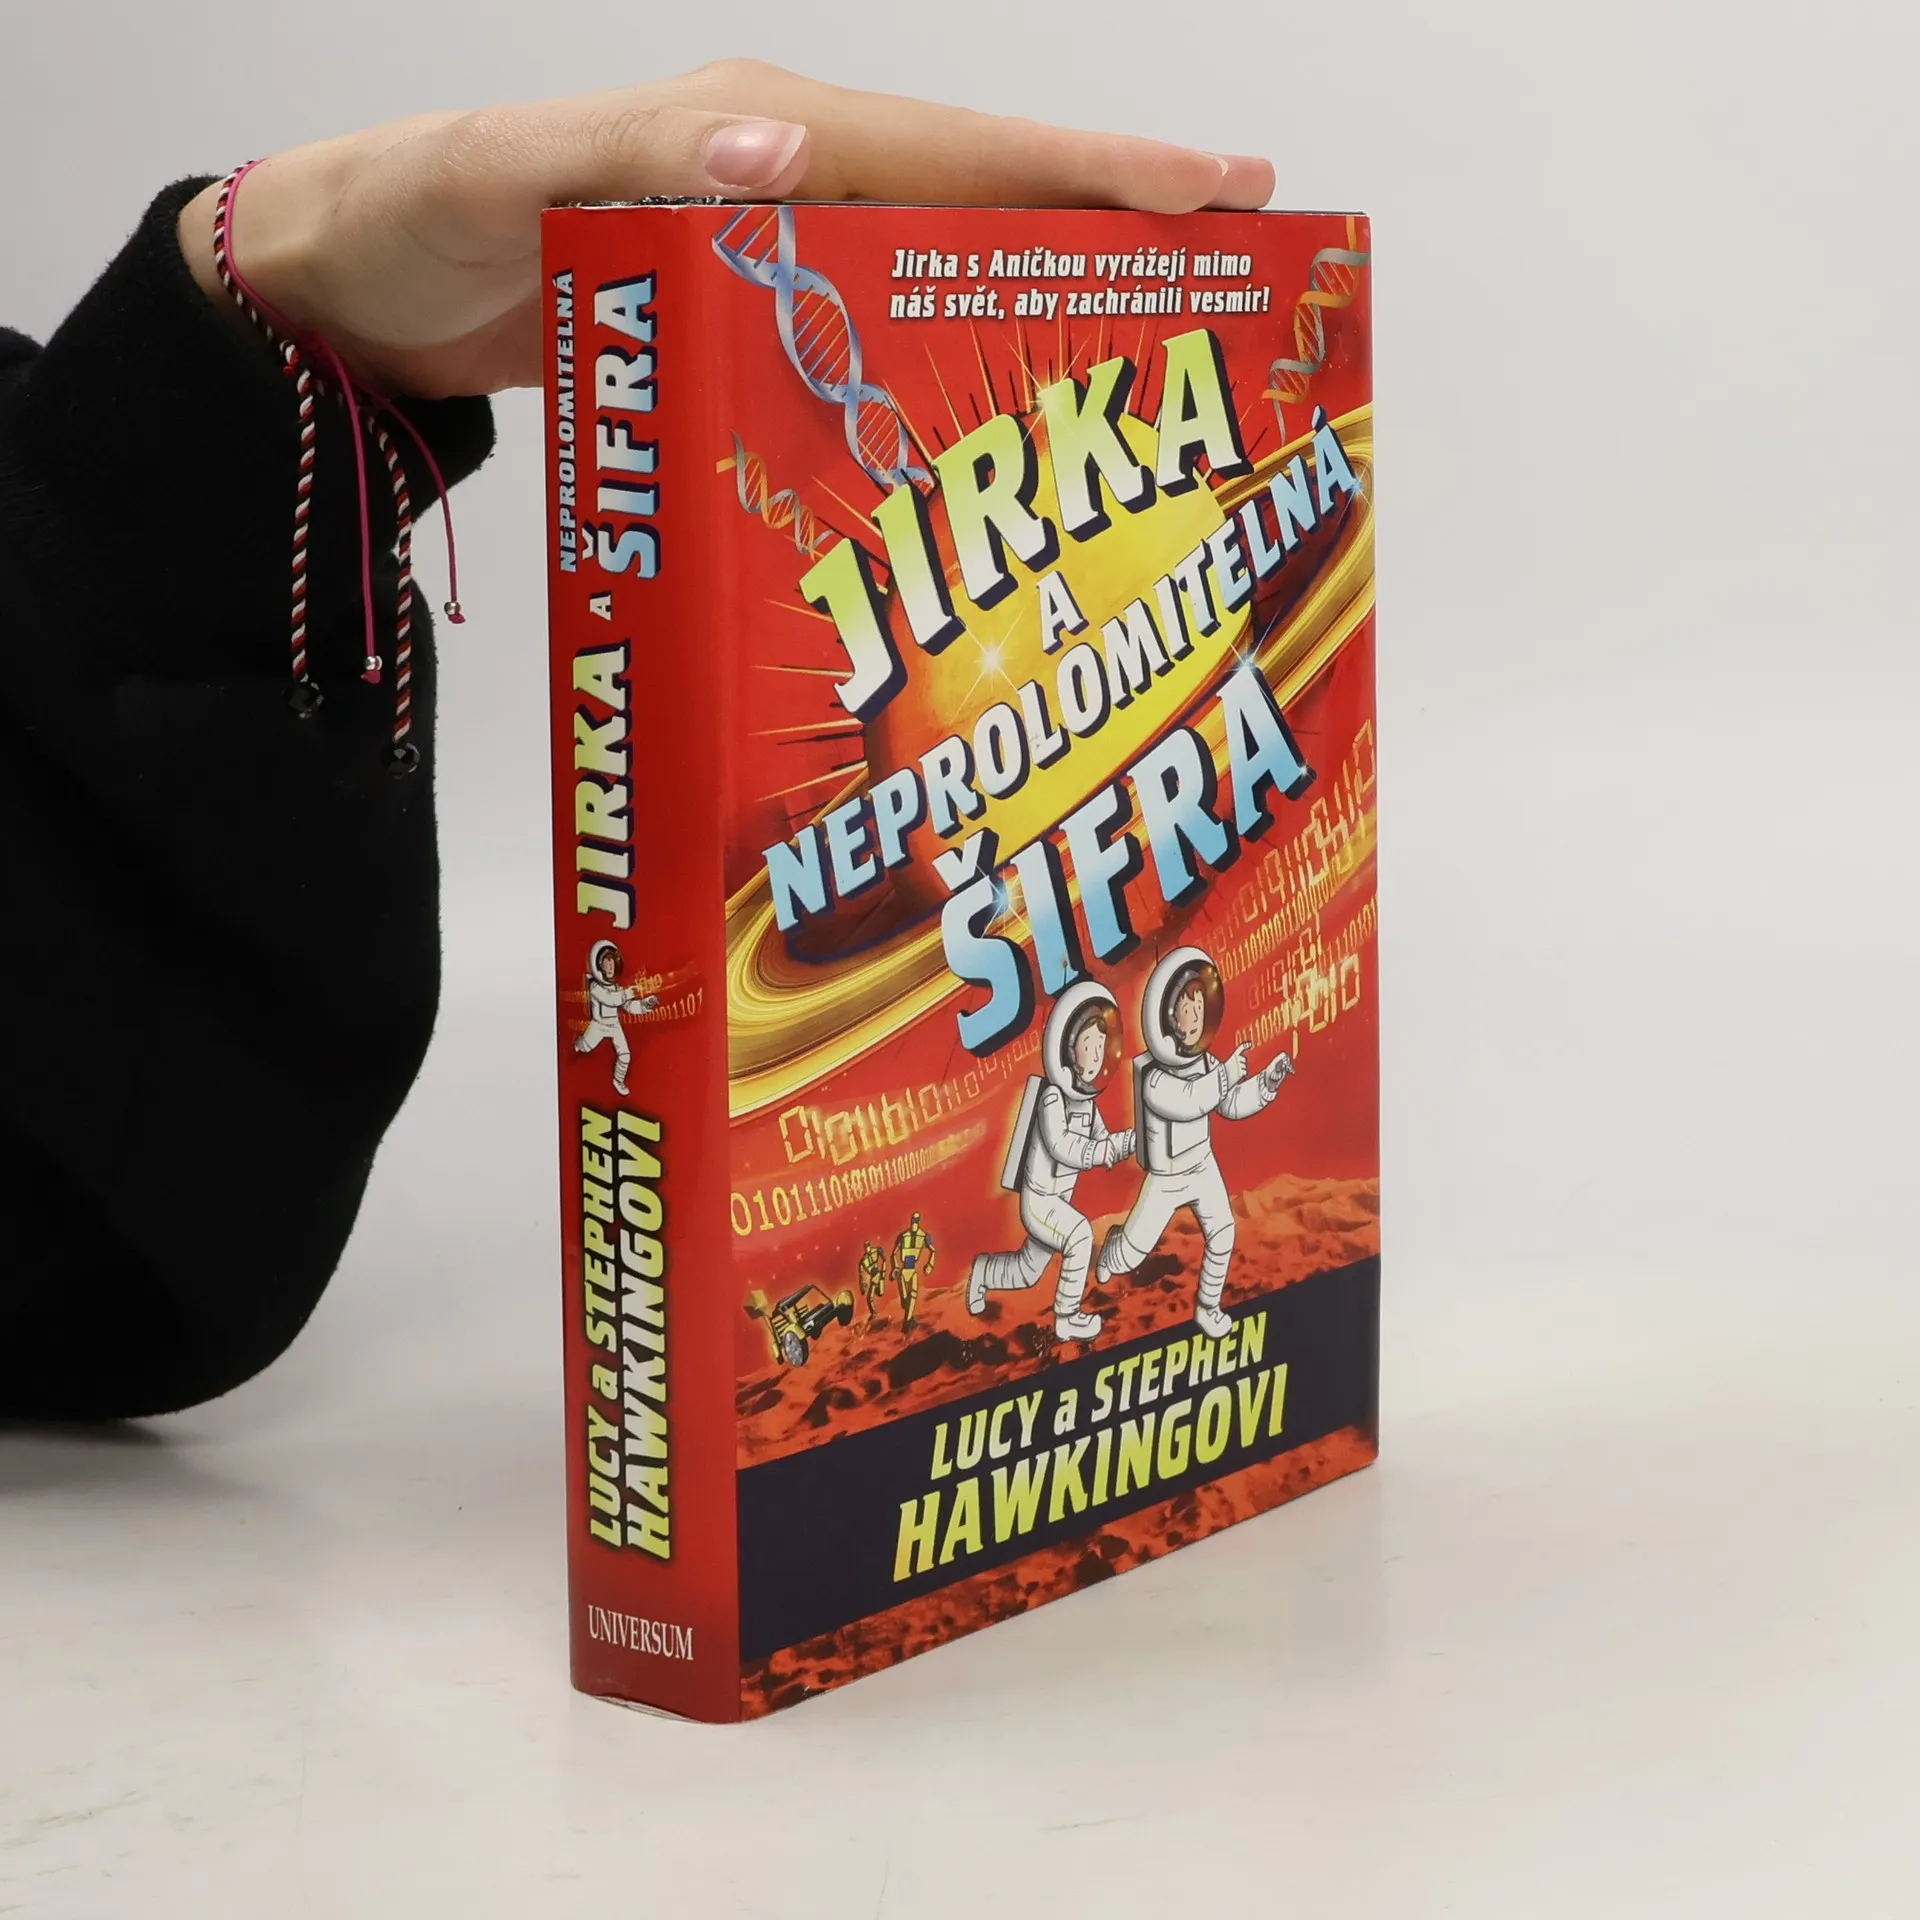 NEPROLOMITELNÁ
JIRKA A ŠIFRA
LUCY a STEPHEN
HAWKINGOVI
UNIVERSUM
Jirka s Aničkou vyrážejí mimo
náš svět, aby zachránili vesmír!
JIRKA
A
NEPROLOMITELNÁ
ŠIFRA
LUCY a STEPHEN
HAWKINGOVI